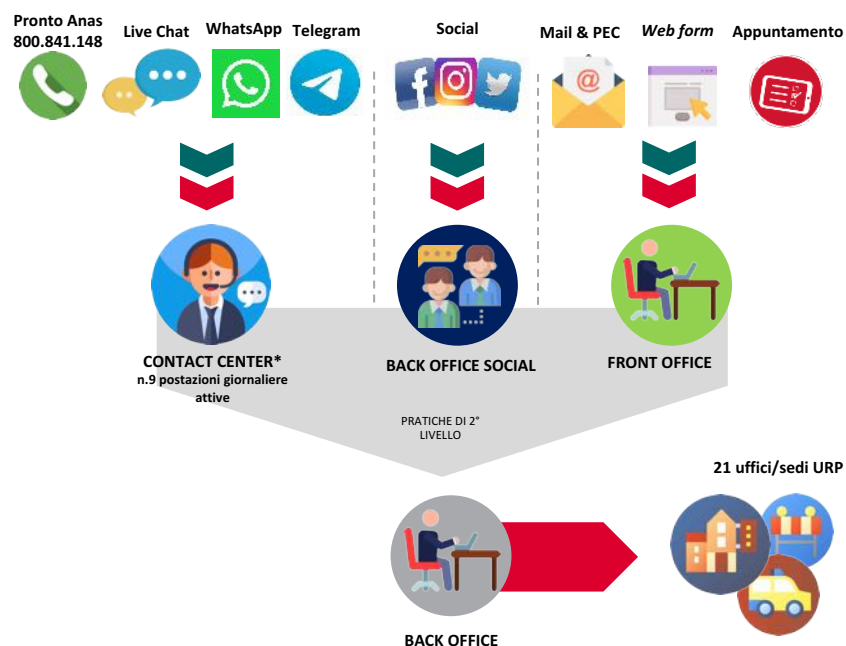 Pronto Anas
800.841.148
Live Chat
WhatsApp
Telegram
Social
Mail & PEC
Web form
Appuntamento
CONTACT CENTER*
n.9 postazioni giornaliere
attive
BACK OFFICE SOCIAL
FRONT OFFICE
PRATICHE DI 2°
LIVELLO
21 uffici/sedi URP
BACK OFFICE